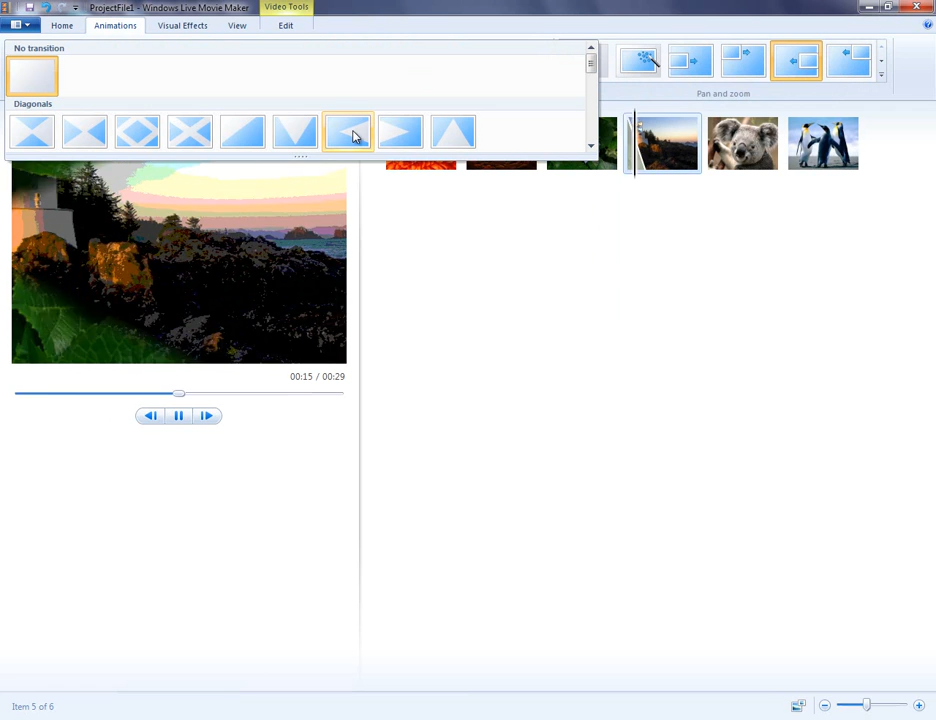 ProjectFile1 - Windows Live Movie Maker
Video Tools
Home
Animations
Visual Effects
View
Edit
No transition
Diagonals
Pan and zoom
00:15 / 00:29
Item 5 of 6